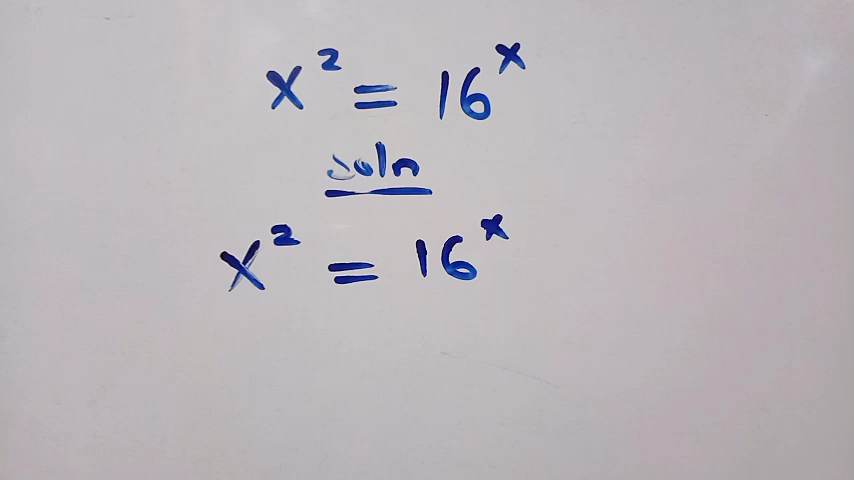 x² = 16ˣ
soln
x² = 16ˣ